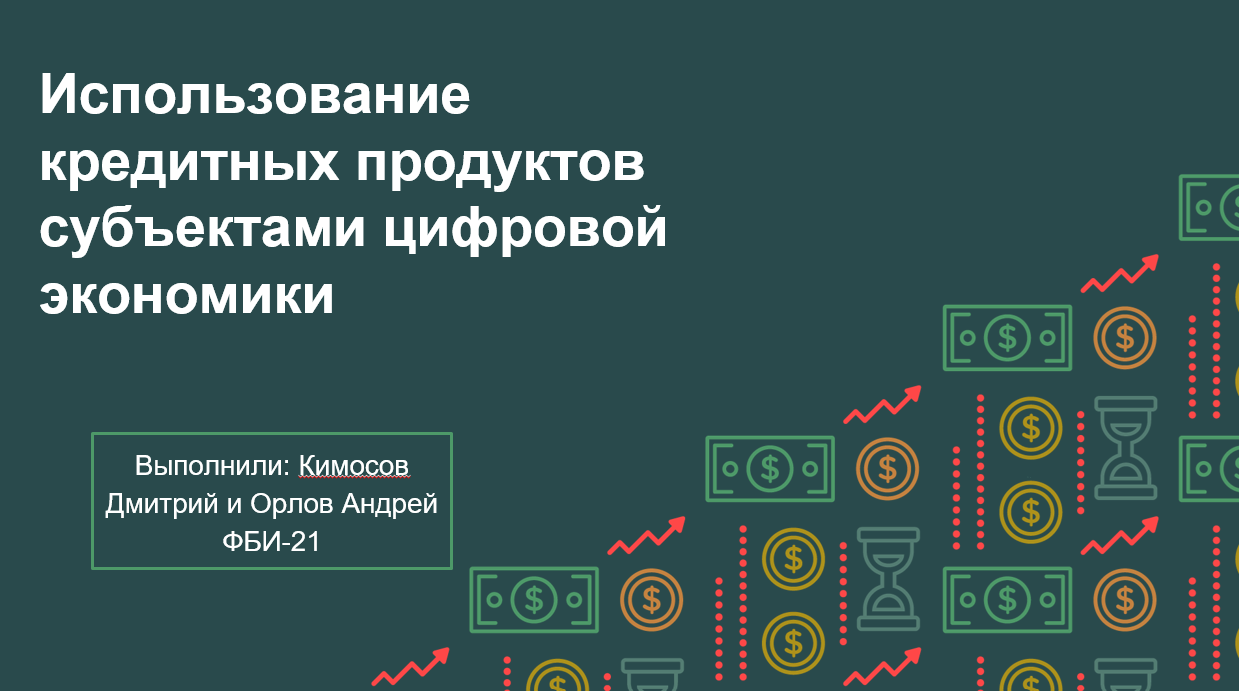 Использование
кредитных продуктов
субъектами цифровой
экономики
Выполнили: Кимосов
Дмитрий и Орлов Андрей
ФБИ-21